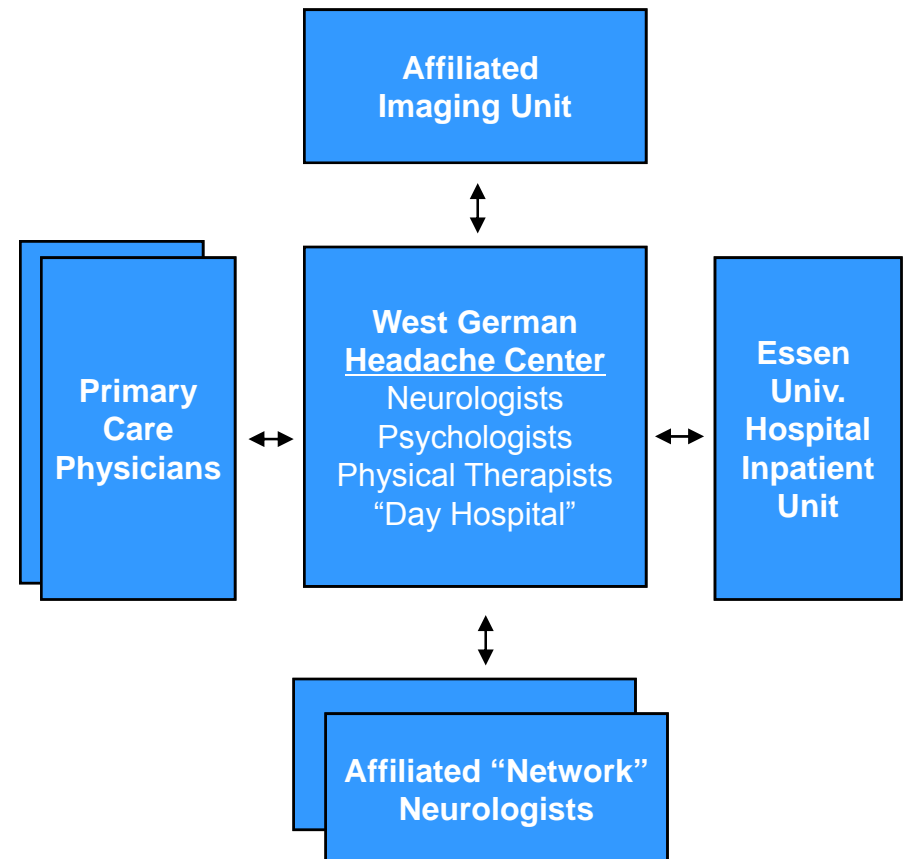 Affiliated
Imaging Unit
Primary
Care
Physicians
West German
Headache Center
Neurologists
Psychologists
Physical Therapists
“Day Hospital”
Essen
Univ.
Hospital
Inpatient
Unit
Affiliated “Network”
Neurologists